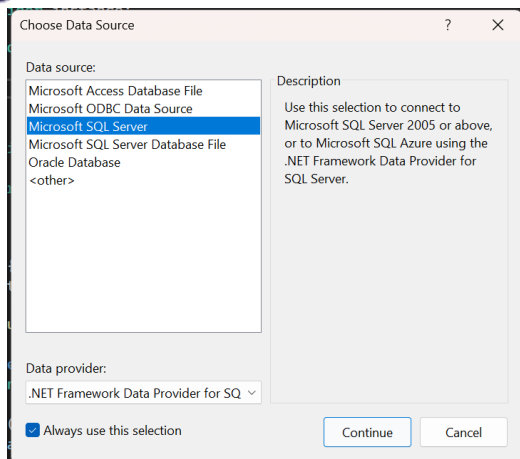 Choose Data Source
?
Data source:
Microsoft Access Database File
Microsoft ODBC Data Source
Microsoft SQL Server
Microsoft SQL Server Database File
Oracle Database
<other>
Description
Use this selection to connect to
Microsoft SQL Server 2005 or above,
or to Microsoft SQL Azure using the
.NET Framework Data Provider for
SQL Server.
Data provider:
.NET Framework Data Provider for SQ
Always use this selection
Continue
Cancel